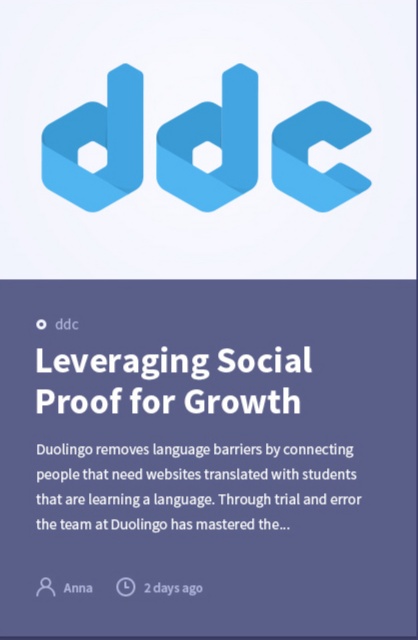 ddc
ddc
Leveraging Social
Proof for Growth
Duolingo removes language barriers by connecting
people that need websites translated with students
that are learning a language. Through trial and error
the team at Duolingo has mastered the...
Anna 2 days ago